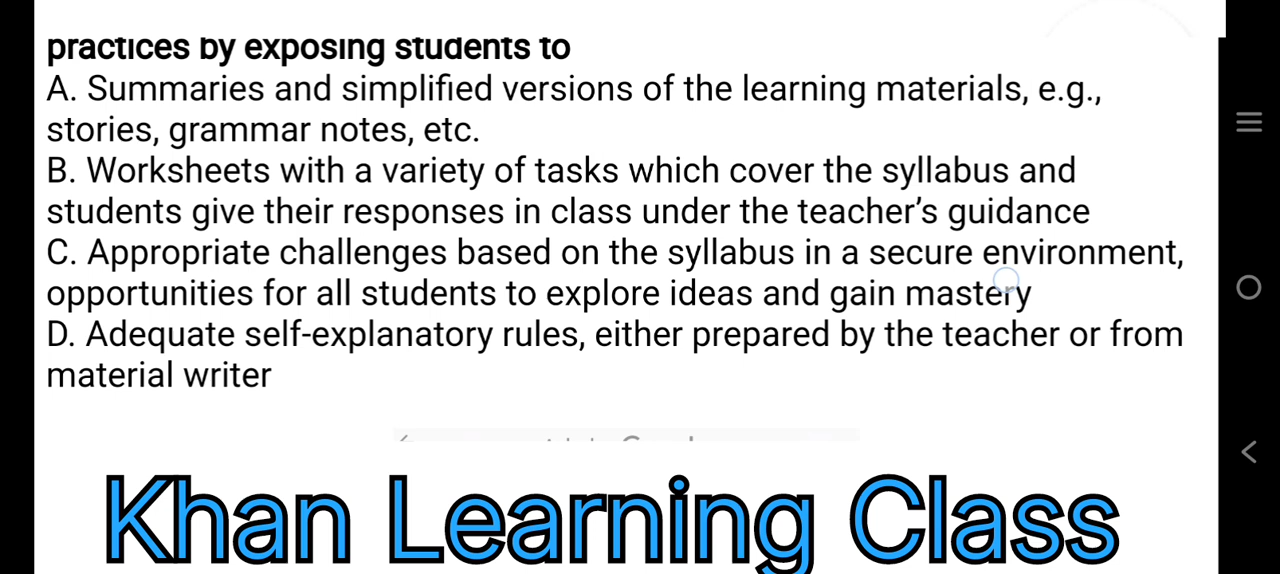 practices by exposing students to
A. Summaries and simplified versions of the learning materials, e.g.,
stories, grammar notes, etc.
B. Worksheets with a variety of tasks which cover the syllabus and
students give their responses in class under the teacher’s guidance
C. Appropriate challenges based on the syllabus in a secure environment,
opportunities for all students to explore ideas and gain mastery
D. Adequate self-explanatory rules, either prepared by the teacher or from
material writer
Khan Learning Class